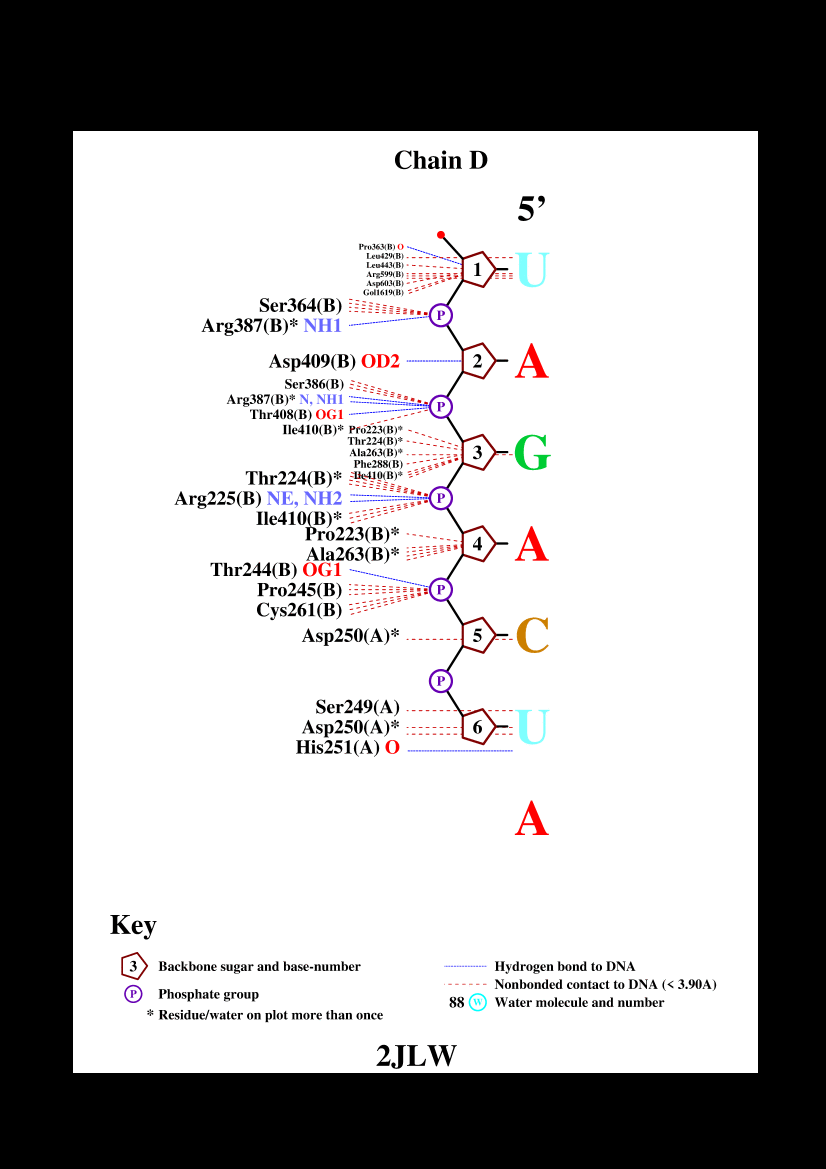 Chain D
5’
Pro363(B) O
Leu429(B)
Leu443(B)
Arg599(B)
Asp603(B)
Gol1619(B)
1 U
Ser364(B)
P
Arg387(B)* NH1
Asp409(B) OD2
2 A
Ser386(B)
Arg387(B)* N, NH1
P
Thr408(B) OG1
Ile410(B)*
Pro223(B)*
Thr224(B)*
Ala263(B)*
3 G
Phe288(B)
Ile410(B)*
Thr224(B)*
Arg225(B) NE, NH2
P
Ile410(B)*
Pro223(B)*
4 A
Ala263(B)*
Thr244(B) OG1
Pro245(B)
P
Cys261(B)
Asp250(A)*
5 C
P
Ser249(A)
Asp250(A)*
6 U
His251(A) O
A
Key
3 Backbone sugar and base-number
P Phosphate group
* Residue/water on plot more than once
Hydrogen bond to DNA
Nonbonded contact to DNA (< 3.90A)
88 W Water molecule and number
2JLW